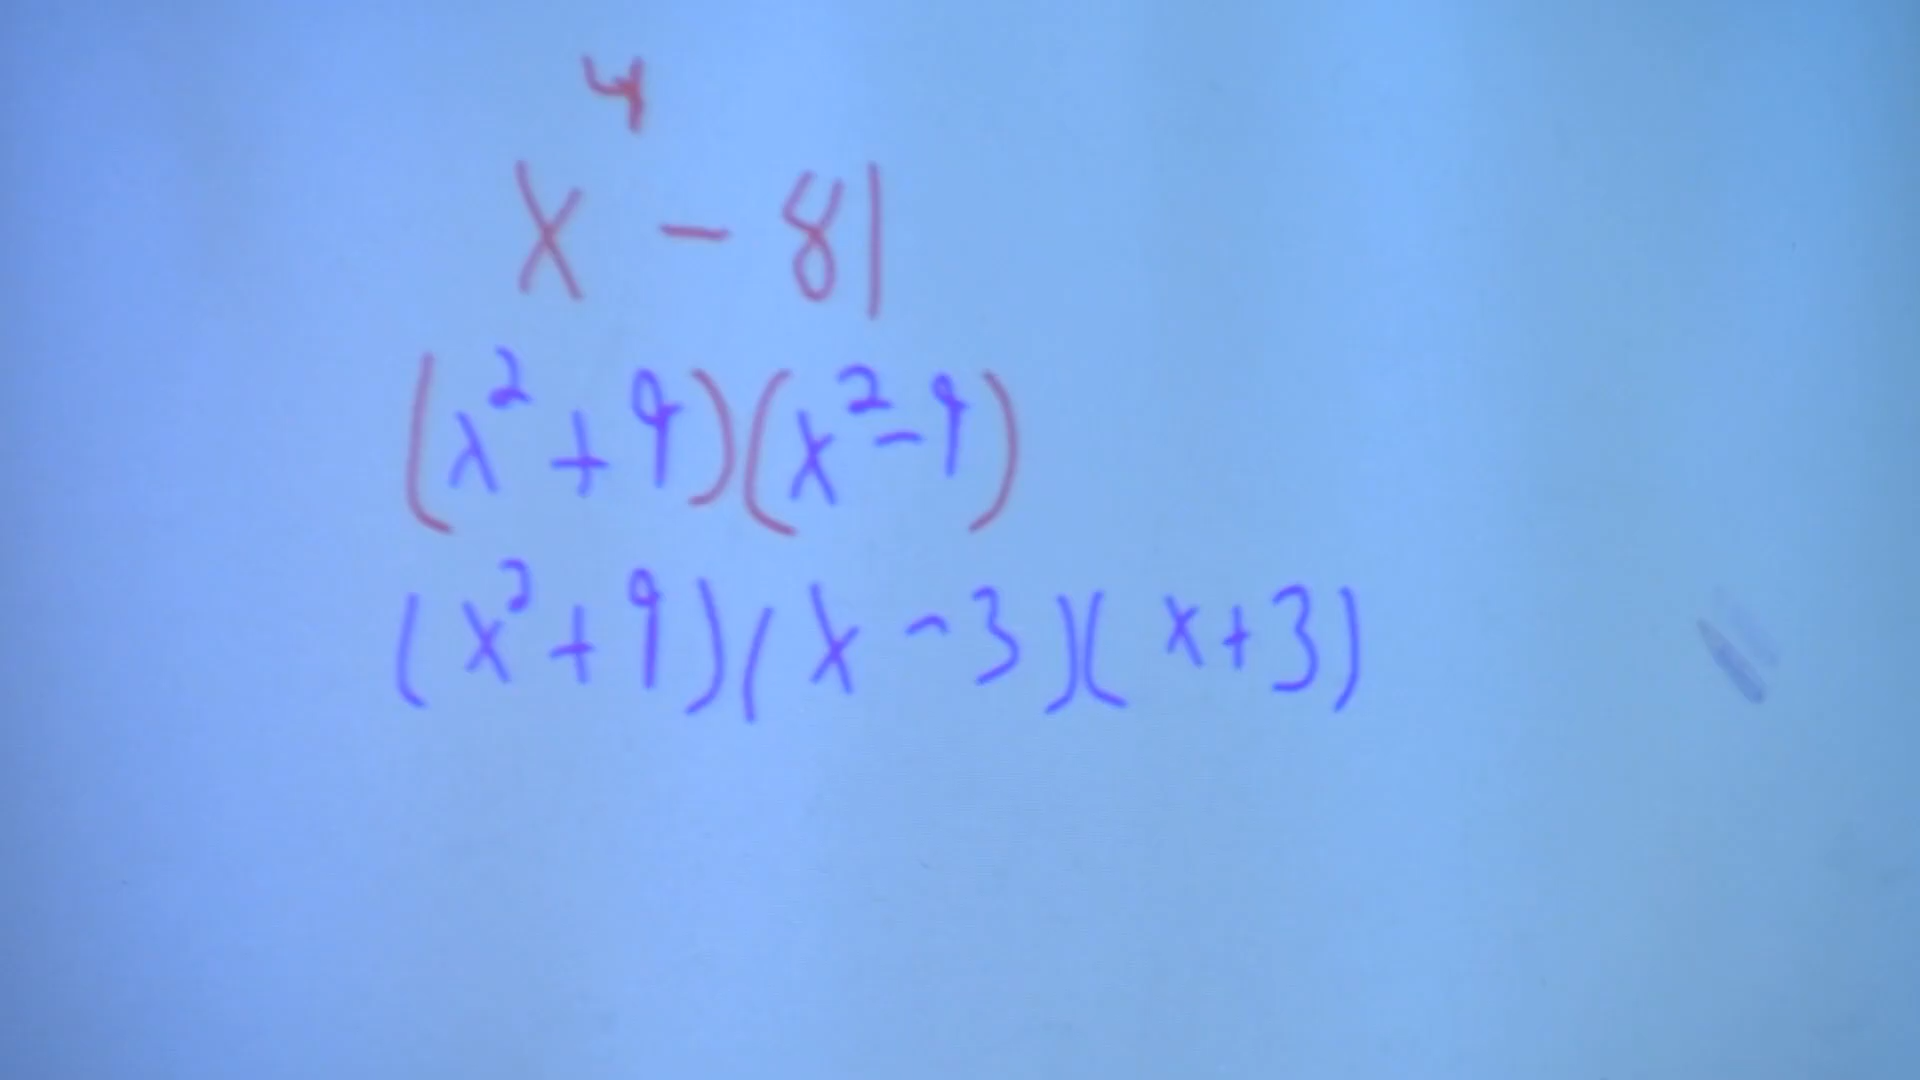 x⁴ - 81
(x² + 9)(x² - 9)
(x² + 9)(x - 3)(x + 3)